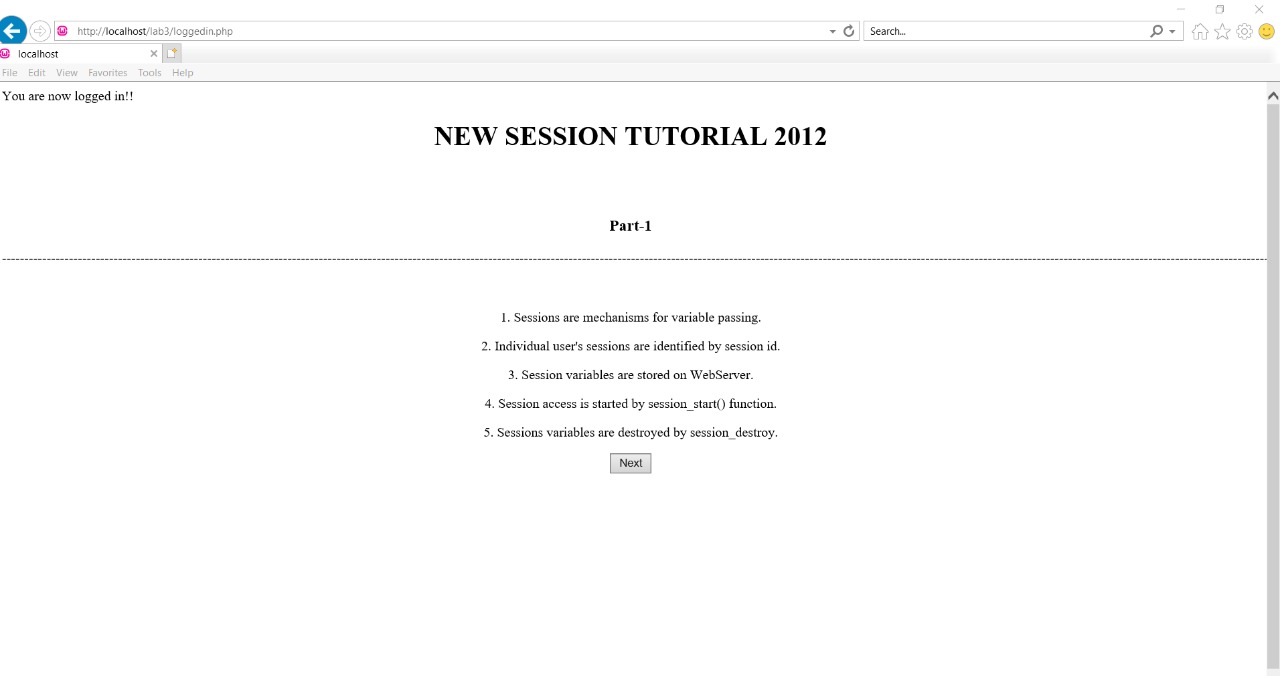 http://localhost/lab3/loggedin.php
Search...
localhost
File Edit View Favorites Tools Help
You are now logged in!!
NEW SESSION TUTORIAL 2012
Part-1
1. Sessions are mechanisms for variable passing.
2. Individual user's sessions are identified by session id.
3. Session variables are stored on WebServer.
4. Session access is started by session_start() function.
5. Sessions variables are destroyed by session_destroy.
Next